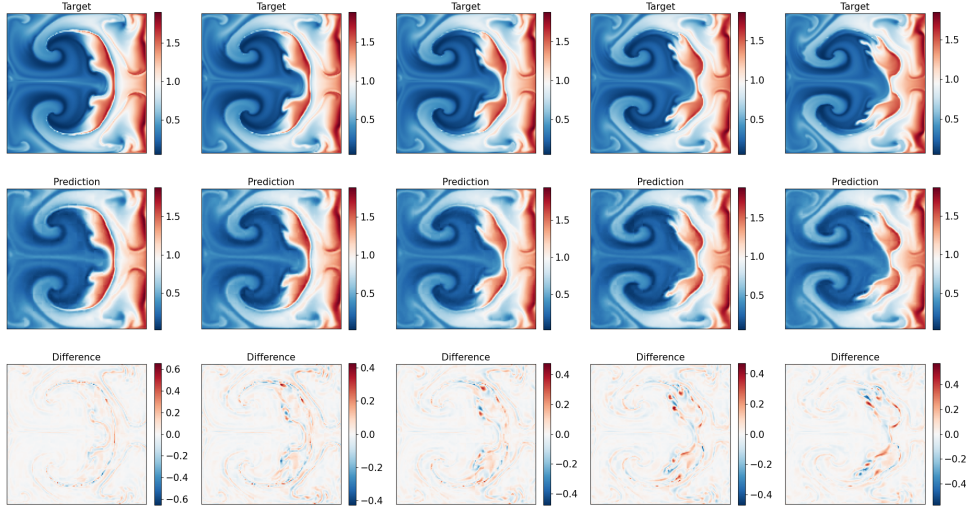 Target Target Target Target Target
1.5 1.5 1.5 1.5 1.5
1.0 1.0 1.0 1.0 1.0
0.5 0.5 0.5 0.5 0.5
Prediction Prediction Prediction Prediction Prediction
1.5 1.5 1.5 1.5 1.5
1.0 1.0 1.0 1.0 1.0
0.5 0.5 0.5 0.5 0.5
Difference Difference Difference Difference Difference
0.6 0.4 0.4 0.4 0.4
0.4 0.2 0.2 0.2 0.2
0.2 0.0 0.0 0.0 0.0
0.0 −0.2 −0.2 −0.2 −0.2
−0.2 −0.4 −0.4 −0.4 −0.4
−0.4
−0.6